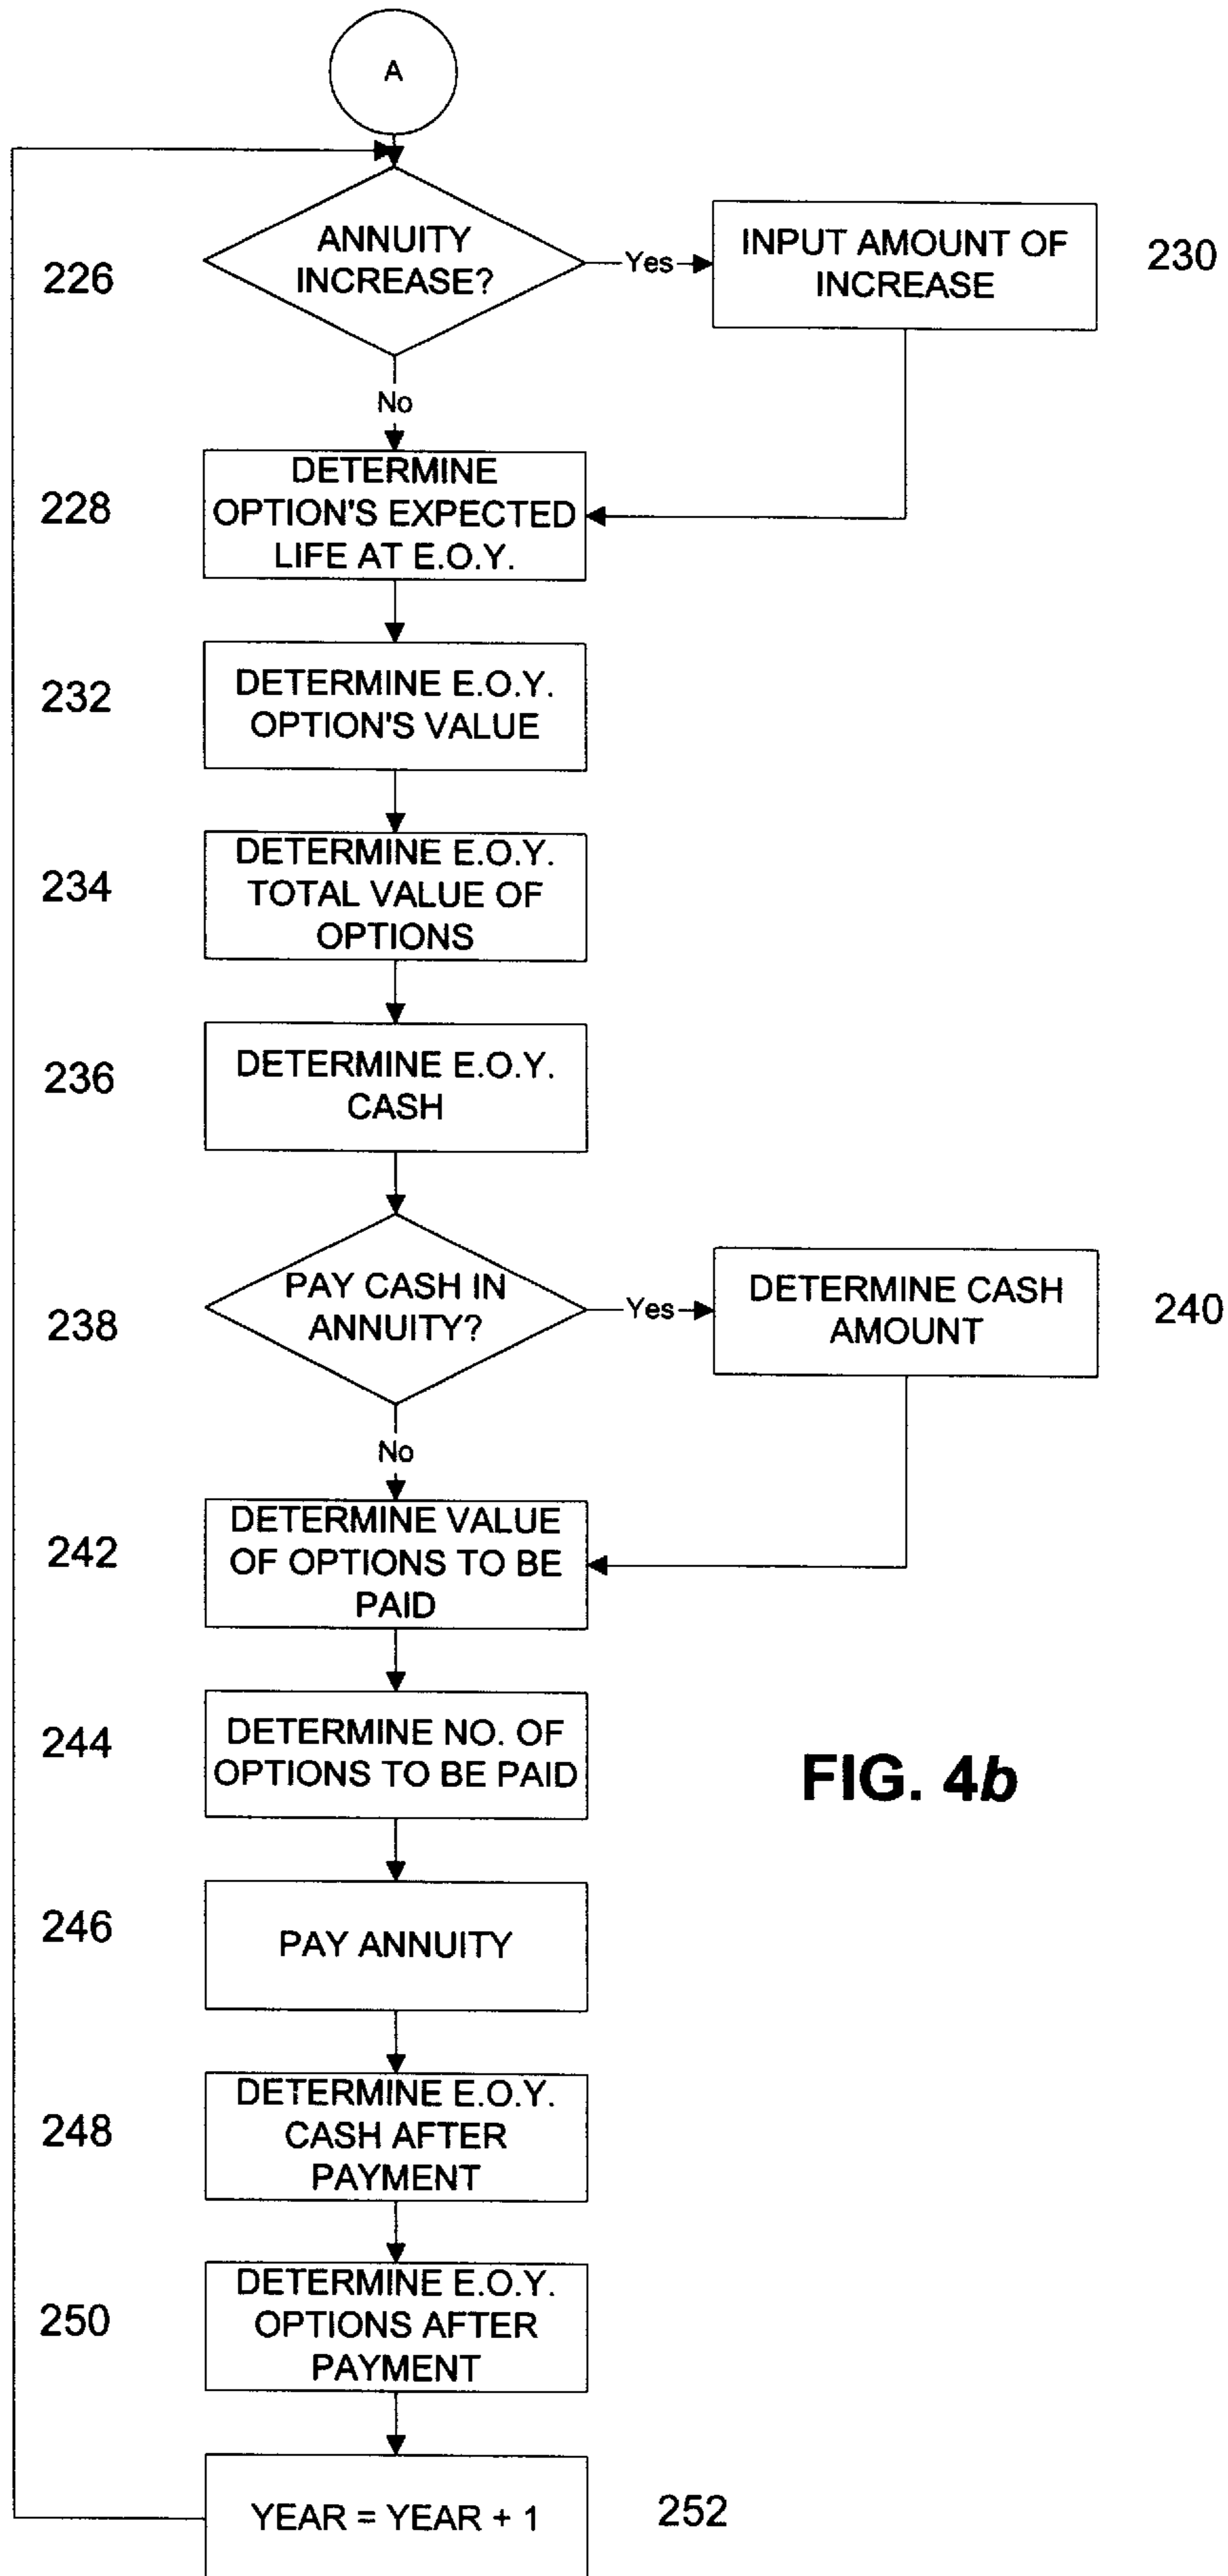 A
226
ANNUITY
INCREASE?
Yes
INPUT AMOUNT OF
INCREASE
230
No
228
DETERMINE
OPTION'S EXPECTED
LIFE AT E.O.Y.
232
DETERMINE E.O.Y.
OPTION'S VALUE
234
DETERMINE E.O.Y.
TOTAL VALUE OF
OPTIONS
236
DETERMINE E.O.Y.
CASH
238
PAY CASH IN
ANNUITY?
Yes
DETERMINE CASH
AMOUNT
240
No
242
DETERMINE VALUE
OF OPTIONS TO BE
PAID
244
DETERMINE NO. OF
OPTIONS TO BE PAID
FIG. 4b
246
PAY ANNUITY
248
DETERMINE E.O.Y.
CASH AFTER
PAYMENT
250
DETERMINE E.O.Y.
OPTIONS AFTER
PAYMENT
YEAR = YEAR + 1
252